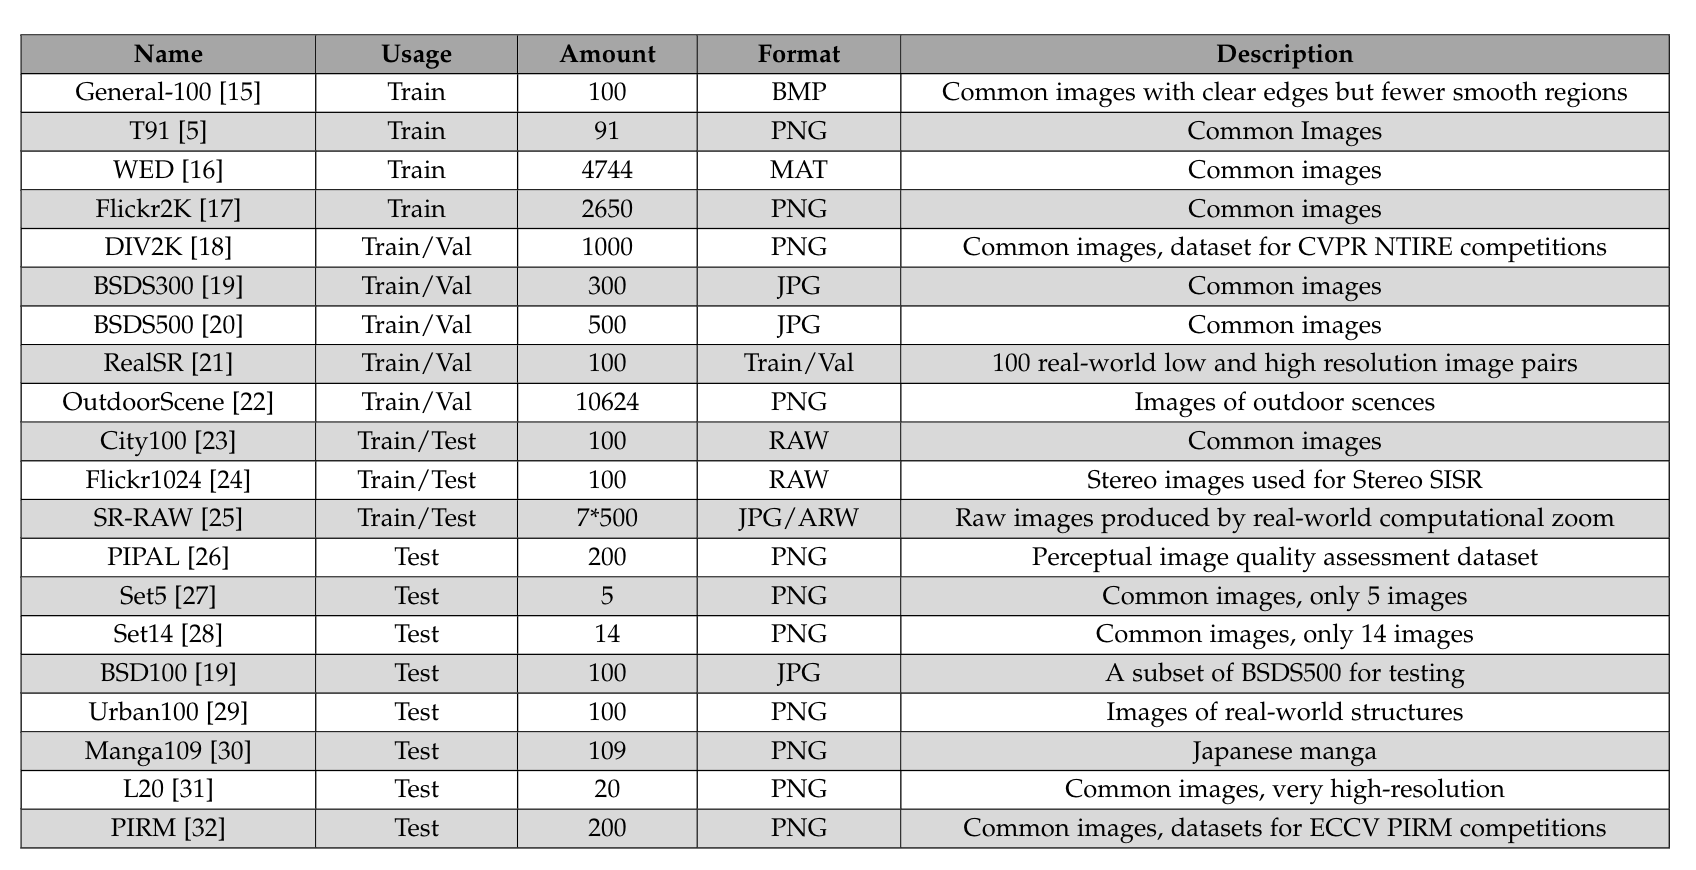 Name Usage Amount Format Description
General-100 [15] Train 100 BMP Common images with clear edges but fewer smooth regions
T91 [5] Train 91 PNG Common Images
WED [16] Train 4744 MAT Common images
Flickr2K [17] Train 2650 PNG Common images
DIV2K [18] Train/Val 1000 PNG Common images, dataset for CVPR NTIRE competitions
BSDS300 [19] Train/Val 300 JPG Common images
BSDS500 [20] Train/Val 500 JPG Common images
RealSR [21] Train/Val 100 Train/Val 100 real-world low and high resolution image pairs
OutdoorScene [22] Train/Val 10624 PNG Images of outdoor scences
City100 [23] Train/Test 100 RAW Common images
Flickr1024 [24] Train/Test 100 RAW Stereo images used for Stereo SISR
SR-RAW [25] Train/Test 7*500 JPG/ARW Raw images produced by real-world computational zoom
PIPAL [26] Test 200 PNG Perceptual image quality assessment dataset
Set5 [27] Test 5 PNG Common images, only 5 images
Set14 [28] Test 14 PNG Common images, only 14 images
BSD100 [19] Test 100 JPG A subset of BSDS500 for testing
Urban100 [29] Test 100 PNG Images of real-world structures
Manga109 [30] Test 109 PNG Japanese manga
L20 [31] Test 20 PNG Common images, very high-resolution
PIRM [32] Test 200 PNG Common images, datasets for ECCV PIRM competitions